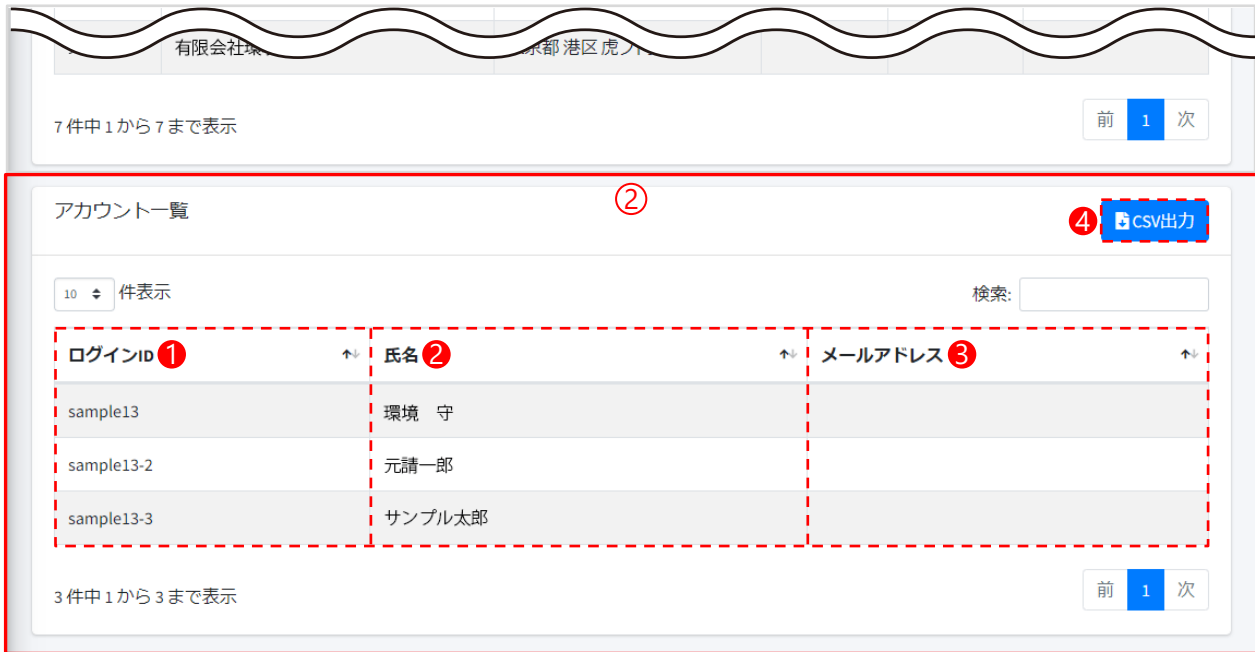 有限会社環
京都 港区 虎ノ
7 件中 1 から 7 まで表示
前 1 次
②
アカウント一覧
4 CSV出力
10 件表示
検索:
ログインID 1 氏名 2 メールアドレス 3
sample13 環境 守
sample13-2 元請一郎
sample13-3 サンプル太郎
3 件中 1 から 3 まで表示
前 1 次